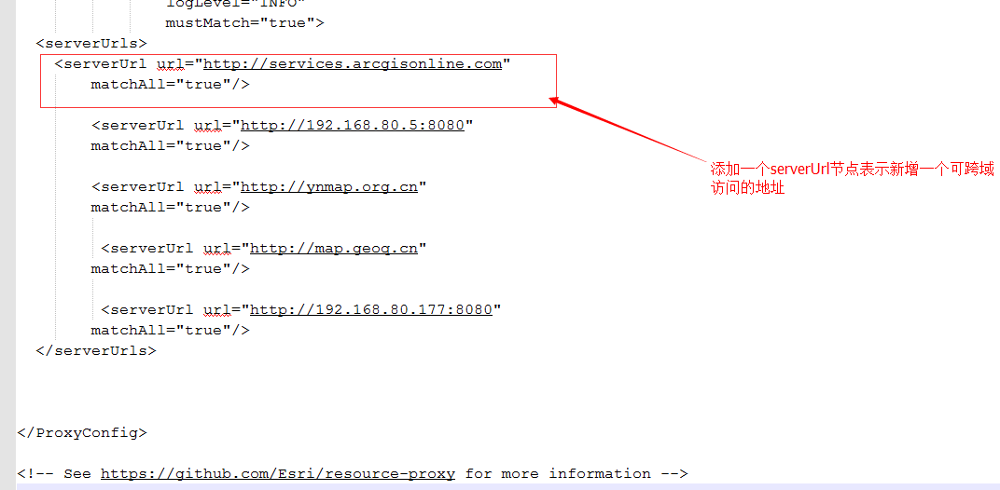 logLevel="INFO"
mustMatch="true">
<serverUrls>
<serverUrl url="http://services.arcgisonline.com"
matchAll="true"/>
<serverUrl url="http://192.168.80.5:8080"
matchAll="true"/>
添加一个serverUrl节点表示新增一个可跨域
访问的地址
<serverUrl url="http://ynmap.org.cn"
matchAll="true"/>
<serverUrl url="http://map.geoq.cn"
matchAll="true"/>
<serverUrl url="http://192.168.80.177:8080"
matchAll="true"/>
</serverUrls>
</ProxyConfig>
<!-- See https://github.com/Esri/resource-proxy for more information -->